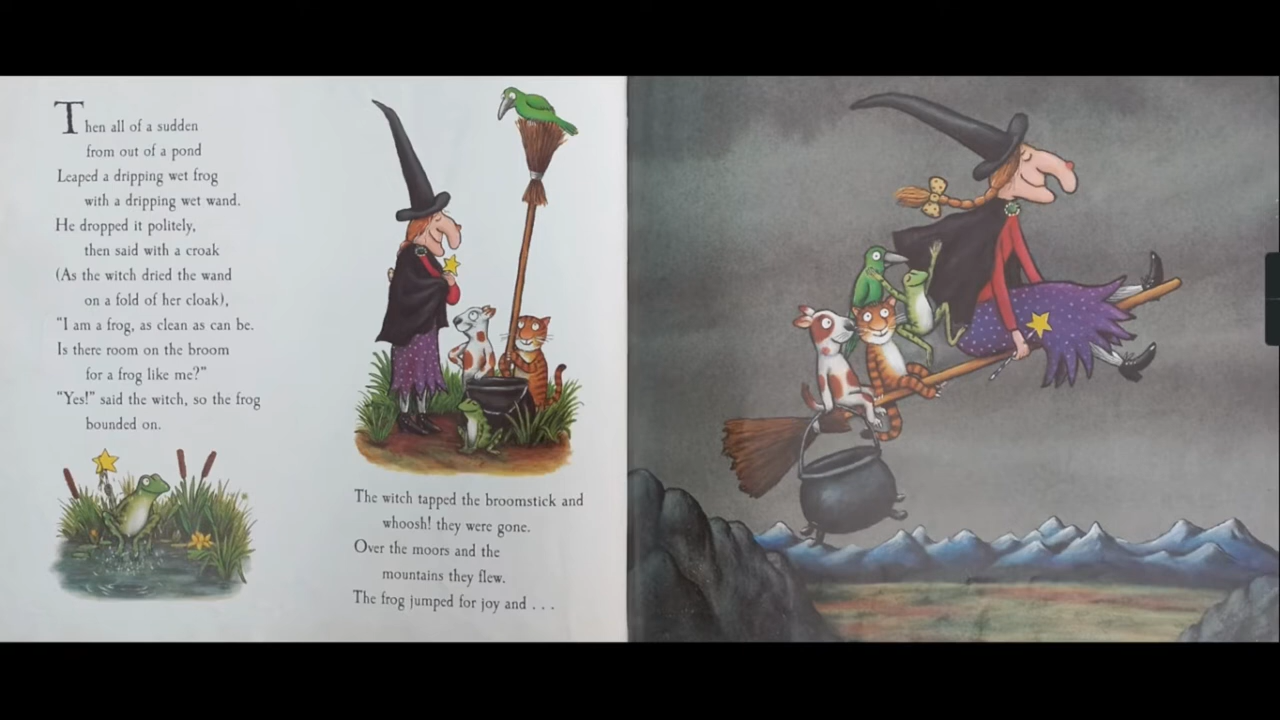 Then all of a sudden
from out of a pond
Leaped a dripping wet frog
with a dripping wet wand.
He dropped it politely,
then said with a croak
(As the witch dried the wand
on a fold of her cloak),
"I am a frog, as clean as can be.
Is there room on the broom
for a frog like me?"
"Yes!" said the witch, so the frog
bounded on.
The witch tapped the broomstick and
whoosh! they were gone.
Over the moors and the
mountains they flew.
The frog jumped for joy and . . .